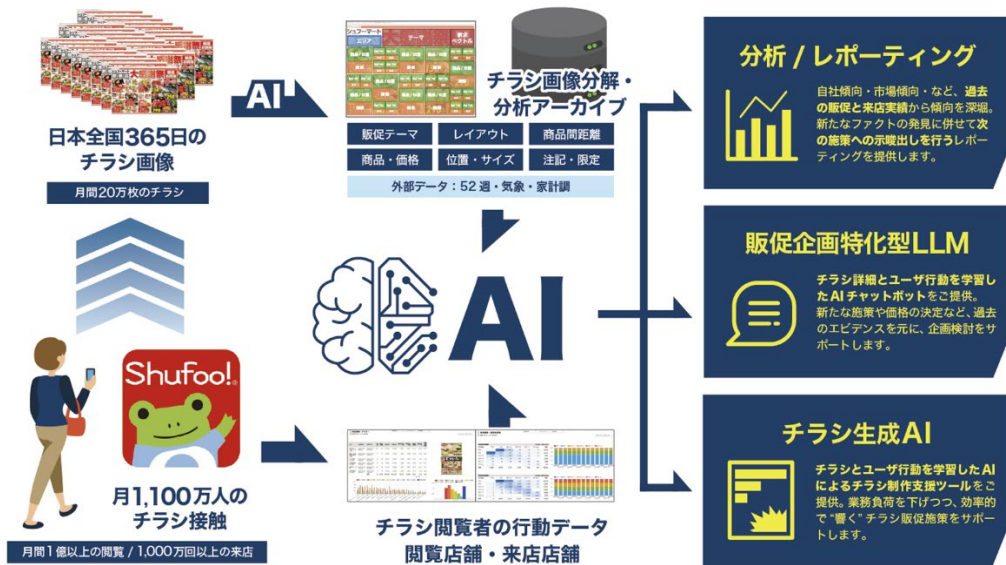 日本全国365日の
チラシ画像
月間20万枚のチラシ
AI
シュフーマート
エリア
テーマ
チラシ画像分解・
分析アーカイブ
販促テーマ
レイアウト
商品間距離
商品・価格
位置・サイズ
注記・限定
外部データ：52週・気象・家計調
AI
Shufoo!
月1,100万人の
チラシ接触
月間1億以上の閲覧 / 1,000万回以上の来店
チラシ閲覧者の行動データ
閲覧店舗・来店店舗
分析 / レポーティング
自社傾向・市場傾向・など、過去
の販促と来店実績から傾向を深堀。
新たなファクトの発見に併せて次
の施策への示唆出しを行うレポー
ティングを提供します。
販促企画特化型LLM
チラシ詳細とユーザ行動を学習し
たAIチャットボットをご提供。
新たな施策や価格の決定など、過去
のエビデンスを元に、企画検討をサ
ポートします。
チラシ生成AI
チラシとユーザ行動を学習したAI
によるチラシ制作支援ツールをご
提供。業務負荷を下げつつ、効率的
で“響く”チラシ販促施策をサポー
トします。